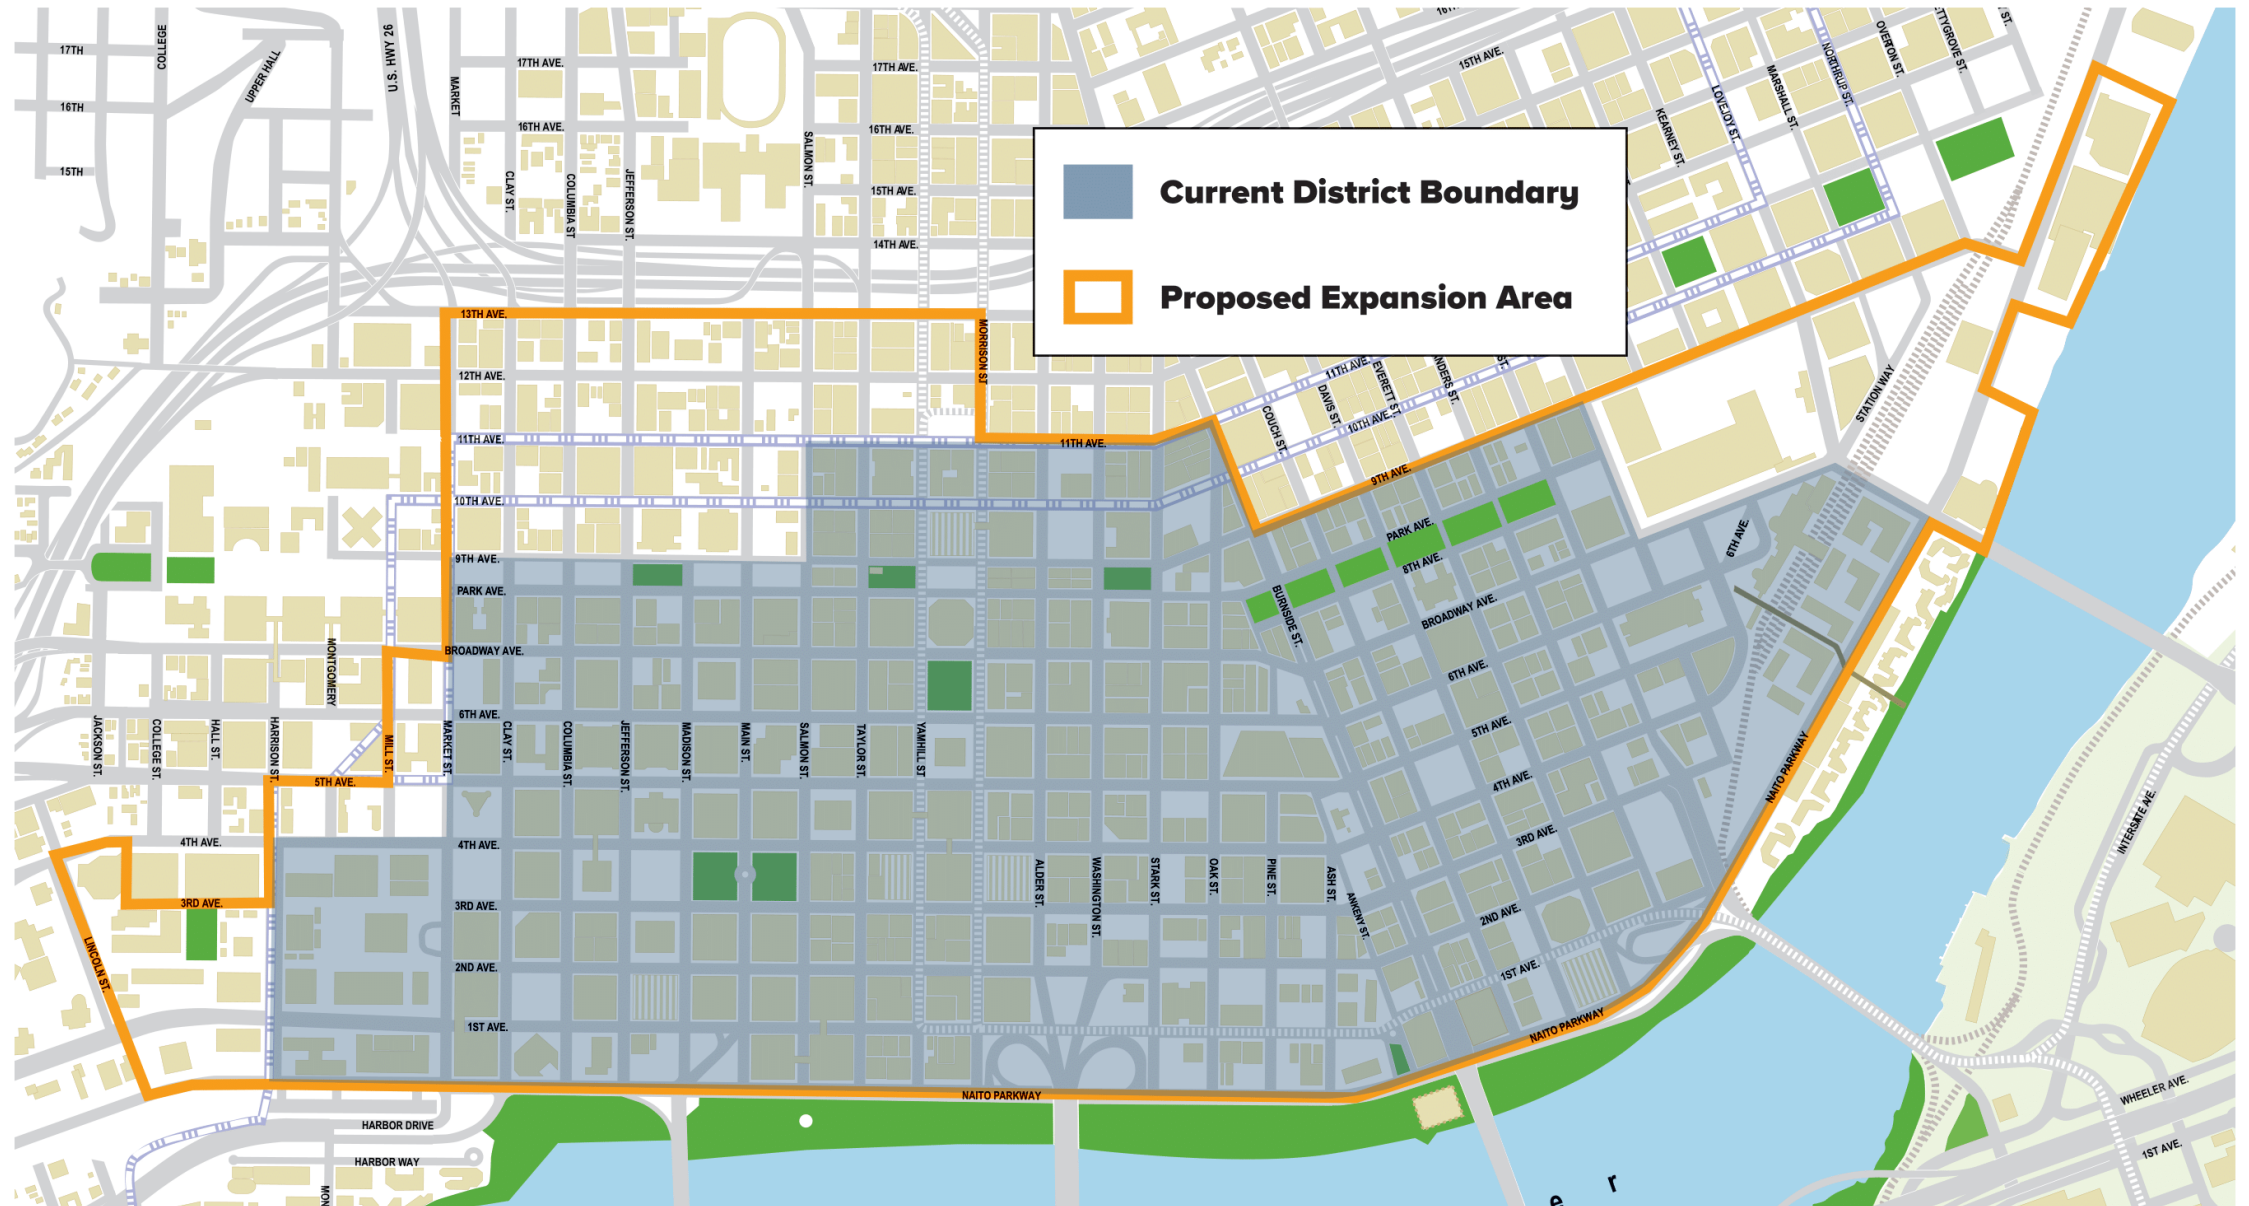 17TH
16TH
15TH
COLLEGE
UPPER HALL
U.S. HWY 26
MARKET
17TH AVE.
16TH AVE.
CLAY ST.
COLUMBIA ST
JEFFERSON ST.
SALMON ST.
17TH AVE.
16TH AVE.
15TH AVE.
14TH AVE.
15TH AVE.
KEARNEY ST.
LOVEJOY ST.
MARSHALL ST.
NORTHRUP ST.
OVERTON ST.
Current District Boundary
Proposed Expansion Area
13TH AVE.
12TH AVE.
11TH AVE.
10TH AVE.
9TH AVE.
PARK AVE.
BROADWAY AVE.
6TH AVE.
MORRISON ST
11TH AVE.
11TH AVE.
10TH AVE.
9TH AVE.
COUCH ST.
DAVIS ST.
EVERETT ST.
STATION WAY
PARK AVE.
8TH AVE.
BROADWAY AVE.
6TH AVE.
6TH AVE.
5TH AVE.
4TH AVE.
3RD AVE.
2ND AVE.
1ST AVE.
BURNSIDE ST.
MONTGOMERY
JACKSON ST.
COLLEGE ST.
HALL ST.
HARRISON ST.
MILL ST.
MARKET ST.
CLAY ST.
COLUMBIA ST.
JEFFERSON ST.
MADISON ST.
MAIN ST.
SALMON ST.
TAYLOR ST.
YAMHILL ST
5TH AVE.
4TH AVE.
3RD AVE.
LINCOLN ST.
4TH AVE.
3RD AVE.
2ND AVE.
1ST AVE.
ALDER ST.
WASHINGTON ST.
STARK ST.
OAK ST.
PINE ST.
ASH ST.
ANKENY ST.
NAITO PARKWAY
NAITO PARKWAY
NAITO PARKWAY
INTERSATE AVE.
WHEELER AVE.
1ST AVE.
HARBOR DRIVE
HARBOR WAY
e r